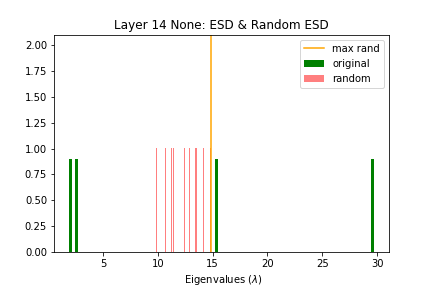 Layer 14 None: ESD & Random ESD
2.00
1.75
1.50
1.25
1.00
0.75
0.50
0.25
0.00
max rand
original
random
5 10 15 20 25 30
Eigenvalues (λ)